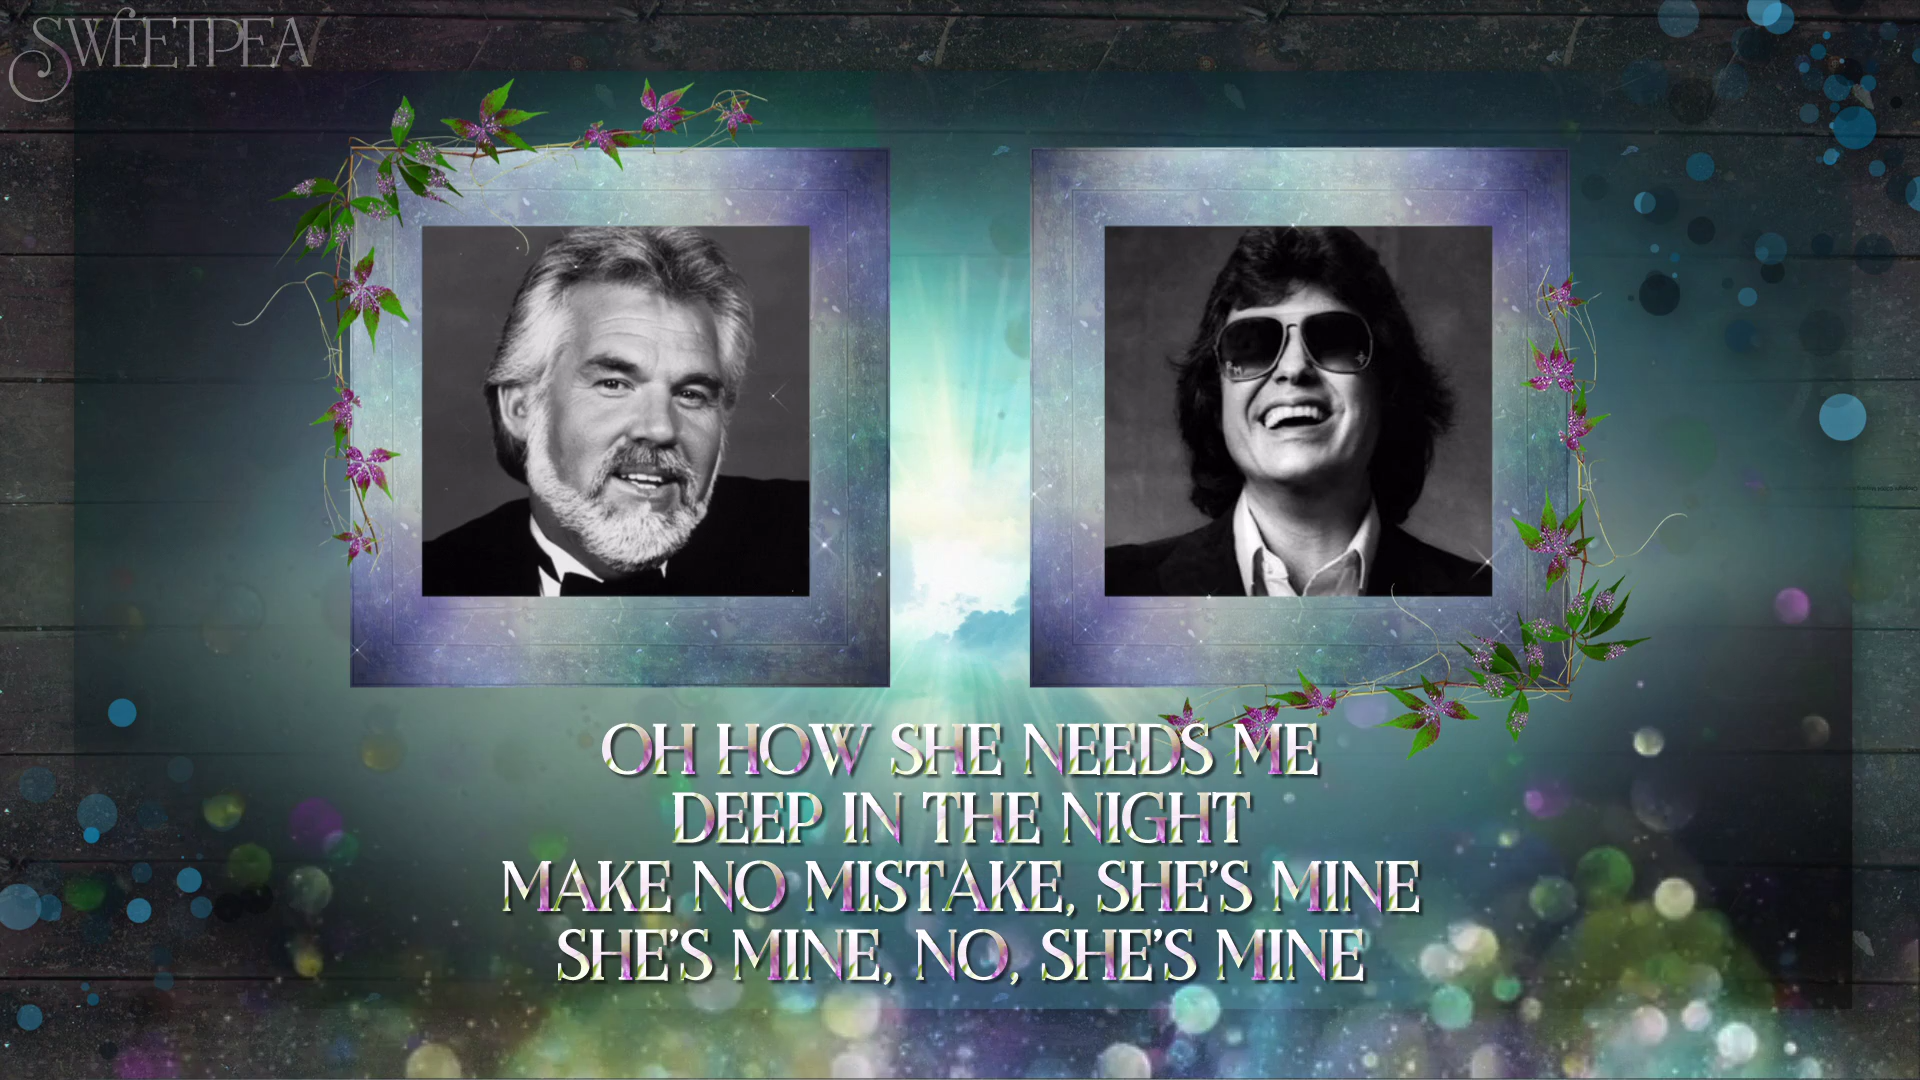 SWEETPEA
OH HOW SHE NEEDS ME
DEEP IN THE NIGHT
MAKE NO MISTAKE, SHE'S MINE
SHE'S MINE, NO, SHE'S MINE